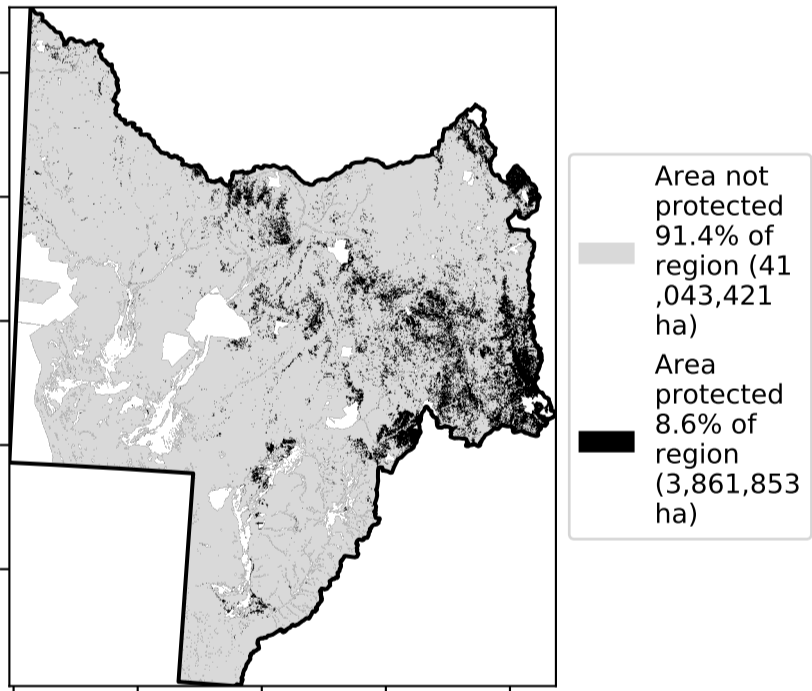 Area not
protected
91.4% of
region (41
,043,421
ha)
Area
protected
8.6% of
region
(3,861,853
ha)